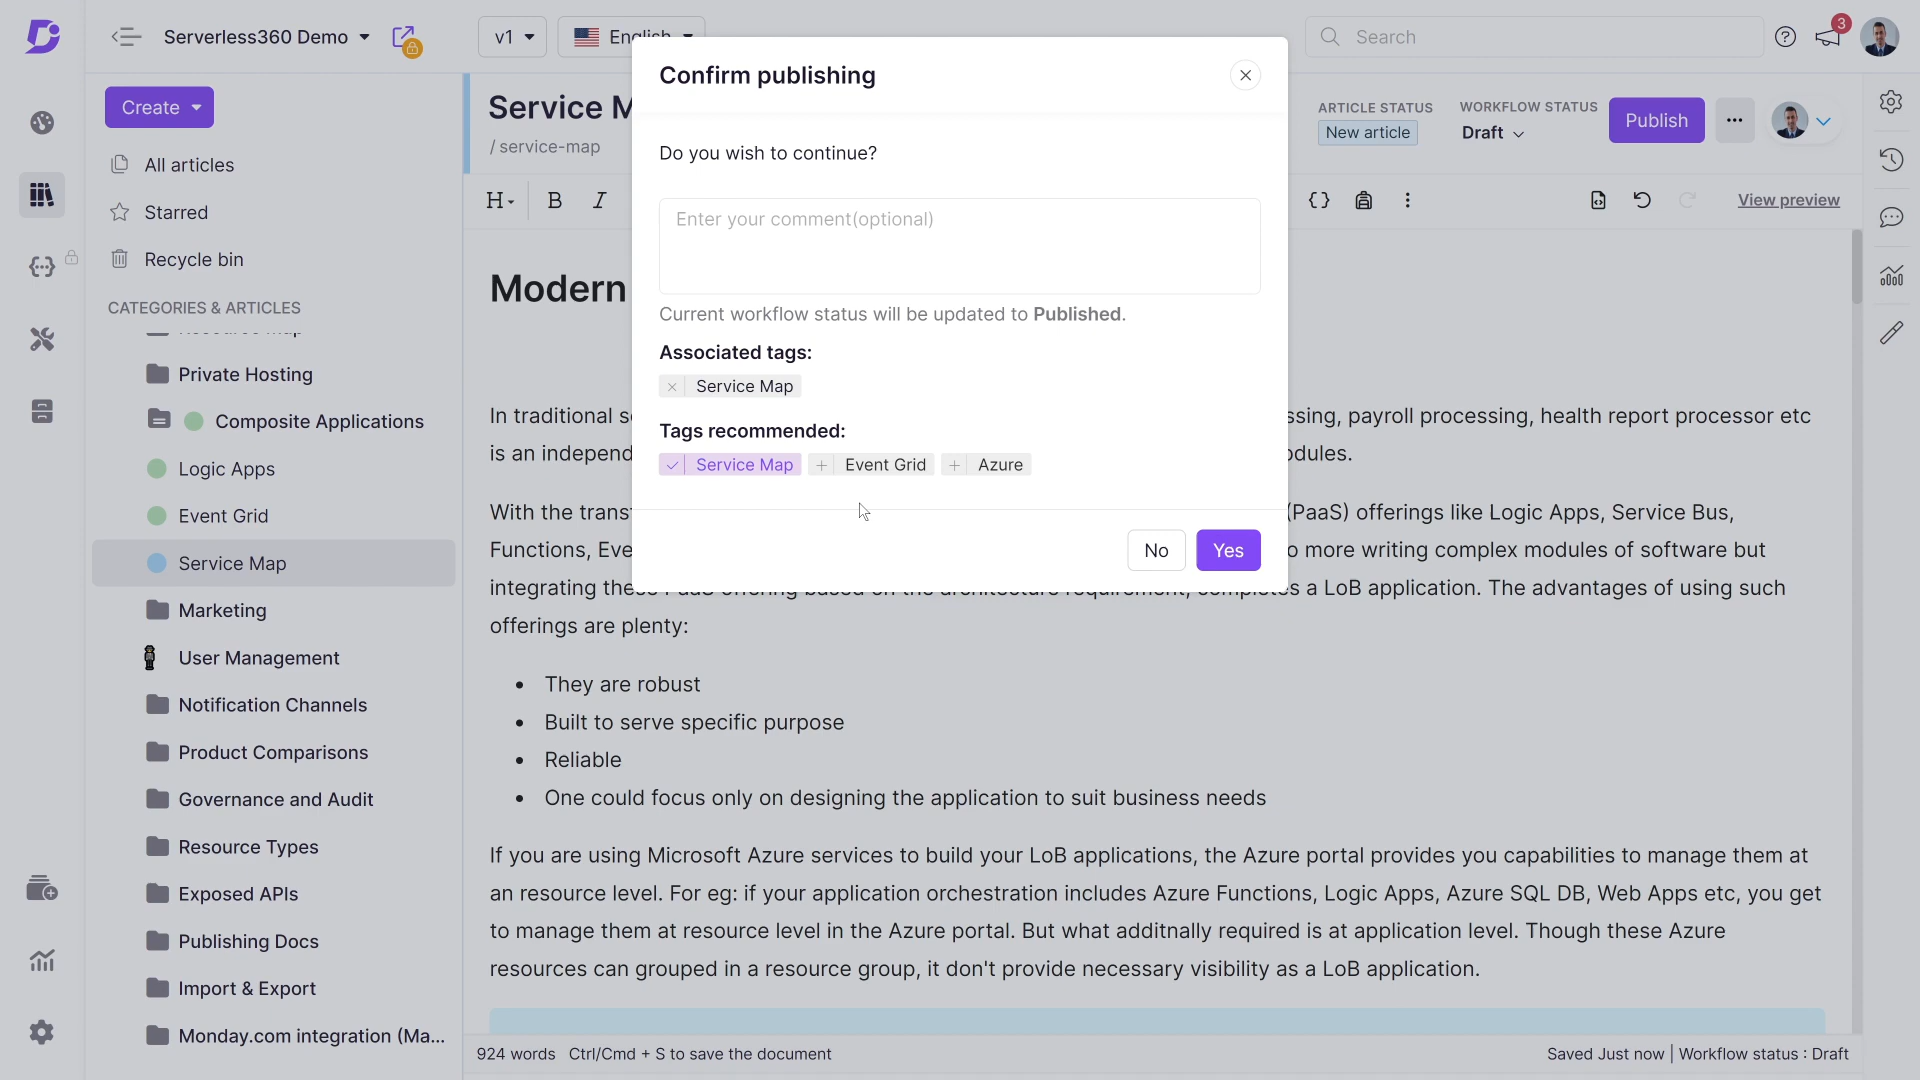 Serverless360 Demo
v1
English
Search
3
Create
All articles
Starred
Recycle bin
CATEGORIES & ARTICLES
Private Hosting
Composite Applications
Logic Apps
Event Grid
Service Map
Marketing
User Management
Notification Channels
Product Comparisons
Governance and Audit
Resource Types
Exposed APIs
Publishing Docs
Import & Export
Monday.com integration (Ma...
Service M
/ service-map
ARTICLE STATUS
New article
WORKFLOW STATUS
Draft
Publish
H
B
I
View preview
Confirm publishing
Do you wish to continue?
Enter your comment(optional)
Current workflow status will be updated to Published.
Associated tags:
Service Map
Tags recommended:
Service Map
Event Grid
Azure
No
Yes
Modern
In traditional s
ssing, payroll processing, health report processor etc
is an independ
odules.
With the trans
(PaaS) offerings like Logic Apps, Service Bus,
Functions, Eve
o more writing complex modules of software but
integrating these PaaS offering based on the architecture requirement, completes a LoB application. The advantages of using such
offerings are plenty:
• They are robust
• Built to serve specific purpose
• Reliable
• One could focus only on designing the application to suit business needs
If you are using Microsoft Azure services to build your LoB applications, the Azure portal provides you capabilities to manage them at
an resource level. For eg: if your application orchestration includes Azure Functions, Logic Apps, Azure SQL DB, Web Apps etc, you get
to manage them at resource level in the Azure portal. But what additnally required is at application level. Though these Azure
resources can grouped in a resource group, it don't provide necessary visibility as a LoB application.
924 words Ctrl/Cmd + S to save the document
Saved Just now | Workflow status : Draft